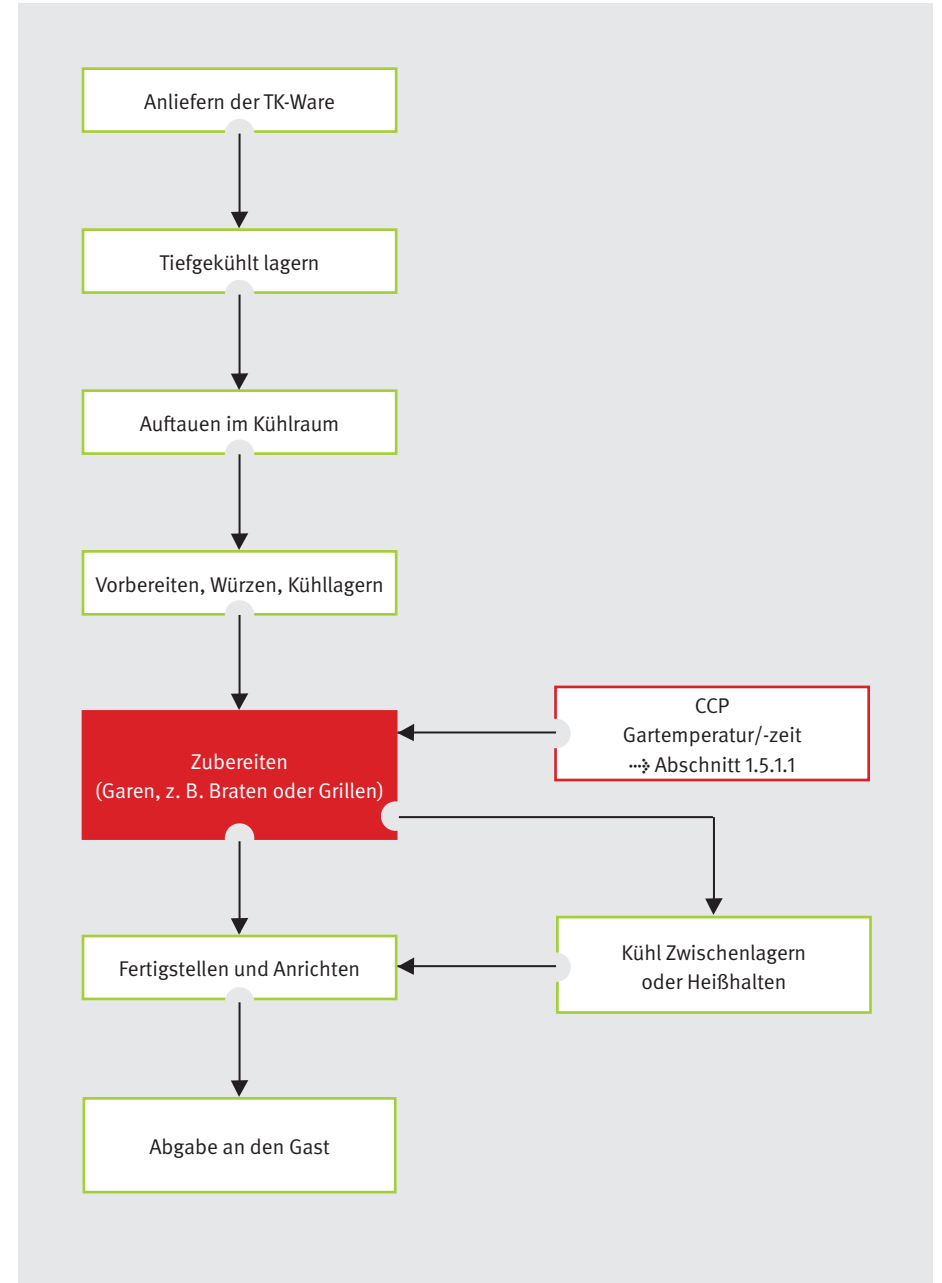 Anliefern der TK-Ware
Tiefgekühlt lagern
Auftauen im Kühlraum
Vorbereiten, Würzen, Kühllagern
Zubereiten
(Garen, z. B. Braten oder Grillen)
CCP
Gartemperatur/-zeit
Abschnitt 1.5.1.1
Fertigstellen und Anrichten
Kühl Zwischenlagern
oder Heißhalten
Abgabe an den Gast